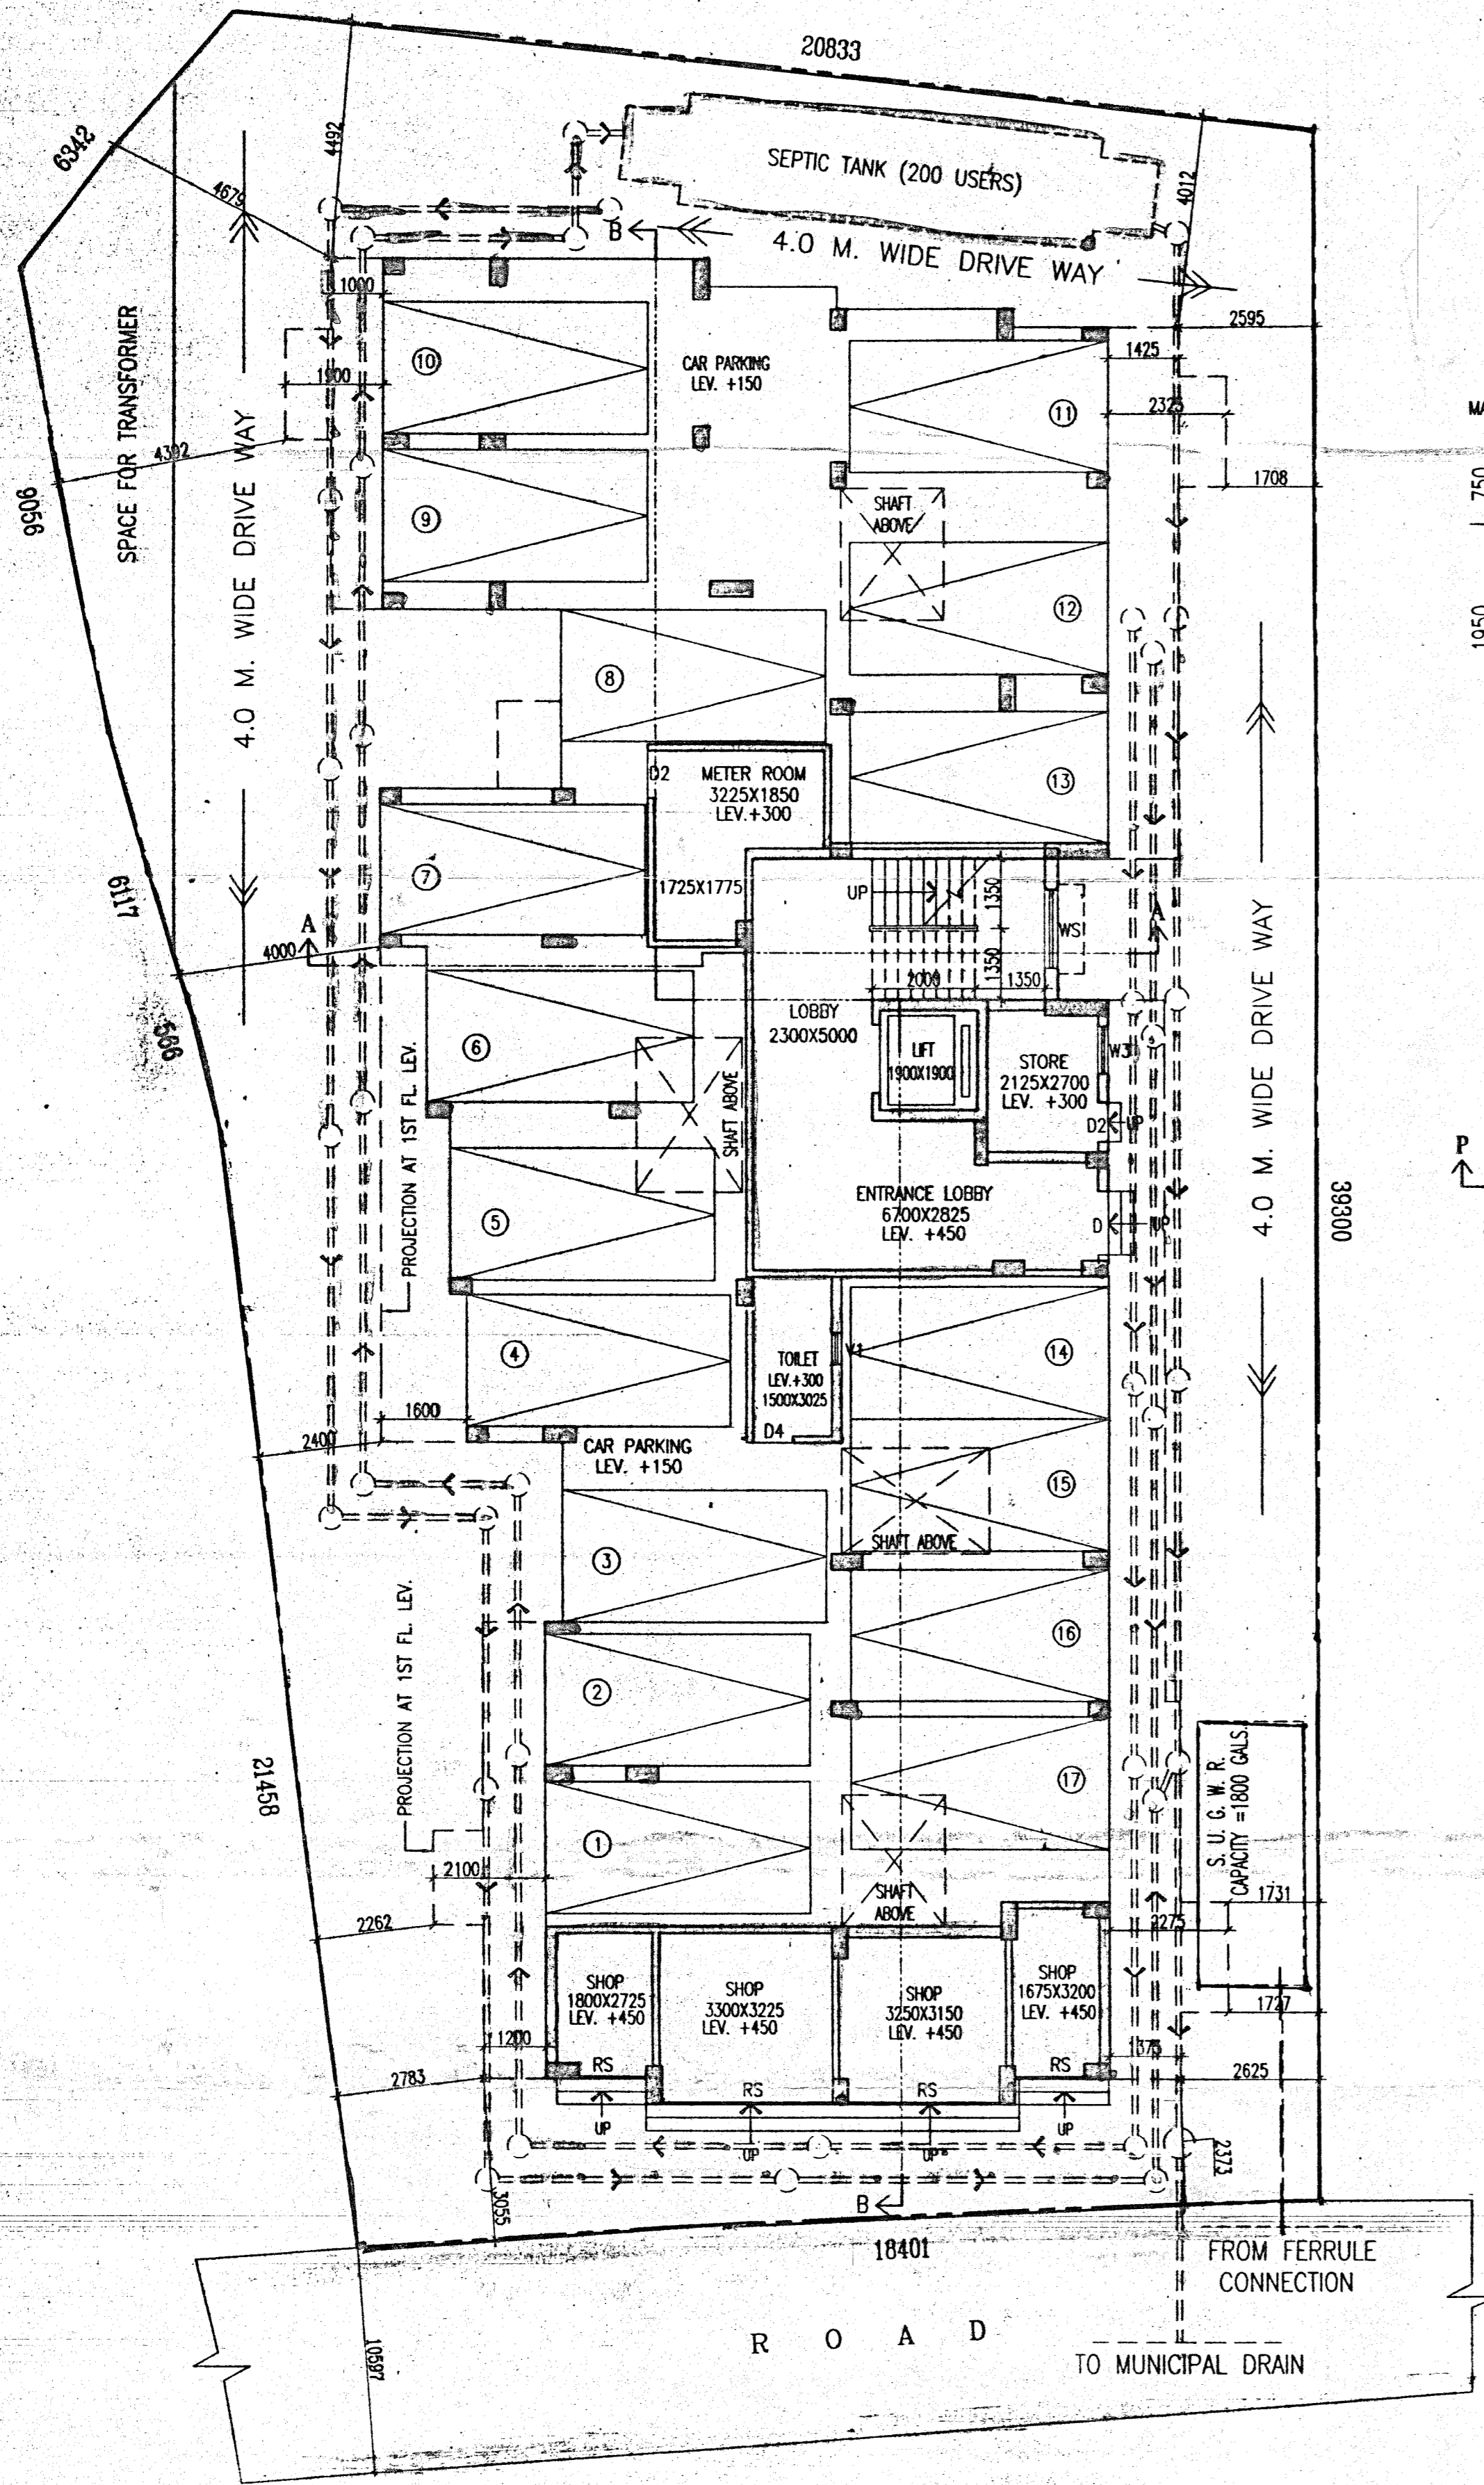 20833
6342
4492
4679
SEPTIC TANK (200 USERS)
4012
B
4.0 M. WIDE DRIVE WAY
1000
2595
SPACE FOR TRANSFORMER
10
CAR PARKING
LEV. +150
1425
1900
11
2325
MA
4.0 M. WIDE DRIVE WAY
4392
1708
750
9056
9
SHAFT
ABOVE
1950
12
8
D2
METER ROOM
3225X1850
LEV.+300
13
7
1725X1775
UP
1350
6117
A
WS
A
4000
2000
1350
1350
4.0 M. WIDE DRIVE WAY
LOBBY
2300X5000
566
6
LIFT
1900X1900
STORE
2125X2700
LEV. +300
W3
PROJECTION AT 1ST FL. LEV.
SHAFT ABOVE
D2
UP
P
ENTRANCE LOBBY
6700X2825
LEV. +450
5
D
UP
39300
4
TOILET
LEV.+300
1500X3025
14
1600
D4
2400
CAR PARKING
LEV. +150
15
SHAFT ABOVE
3
PROJECTION AT 1ST FL. LEV.
16
2
21458
17
S. U. G. W. R.
CAPACITY =1800 GALS.
1
2100
SHAFT
ABOVE
1731
2262
2275
SHOP
1800X2725
LEV. +450
SHOP
3300X3225
LEV. +450
SHOP
3250X3150
LEV. +450
SHOP
1675X3200
LEV. +450
1727
1200
1375
2783
RS
RS
RS
RS
2625
UP
UP
UP
UP
2373
3055
B
18401
FROM FERRULE
CONNECTION
R O A D
10597
TO MUNICIPAL DRAIN